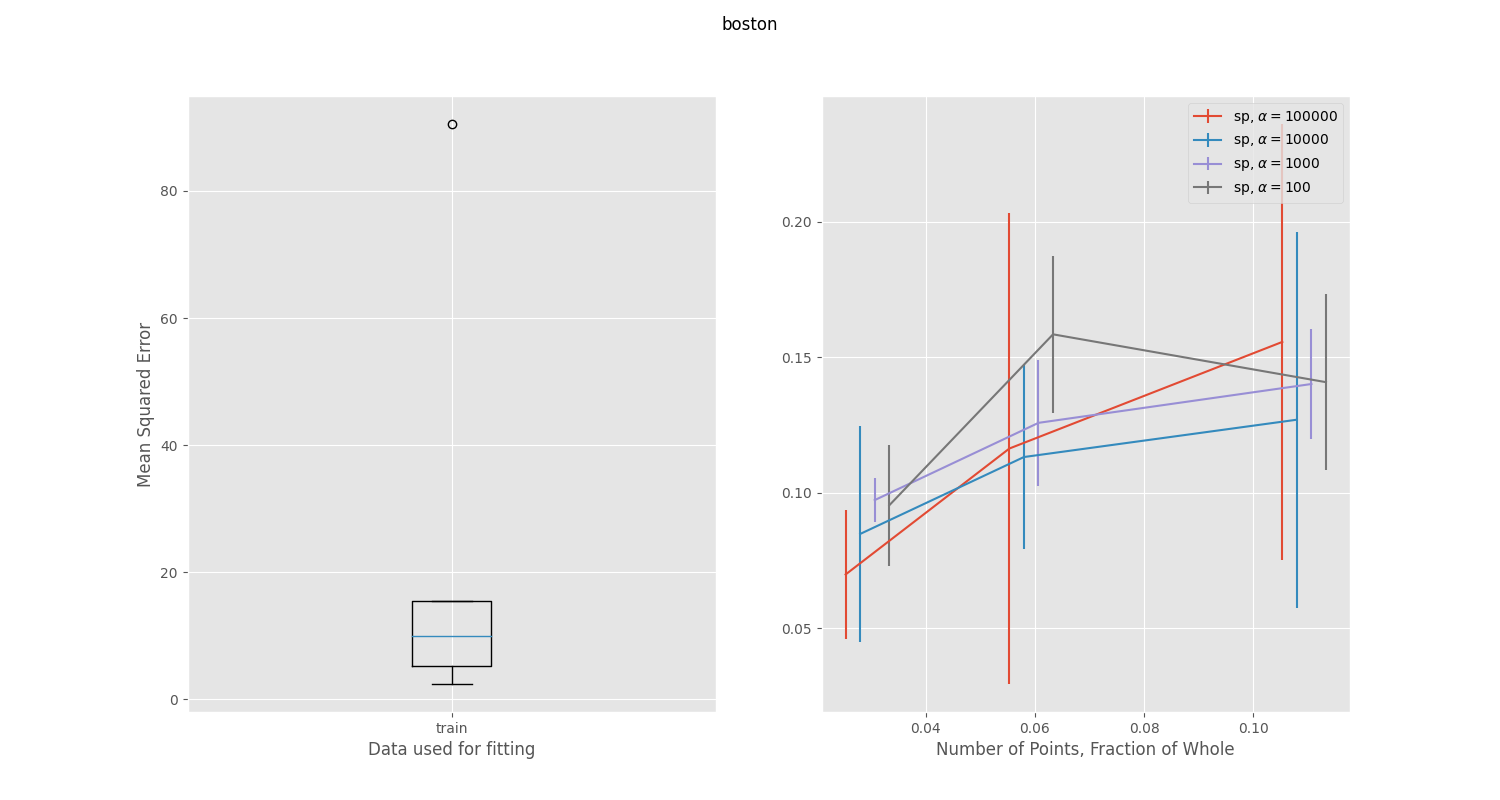 boston
Mean Squared Error
80
60
40
20
0
train
Data used for fitting
0.20
0.15
0.10
0.05
sp, α = 100000
sp, α = 10000
sp, α = 1000
sp, α = 100
0.04 0.06 0.08 0.10
Number of Points, Fraction of Whole